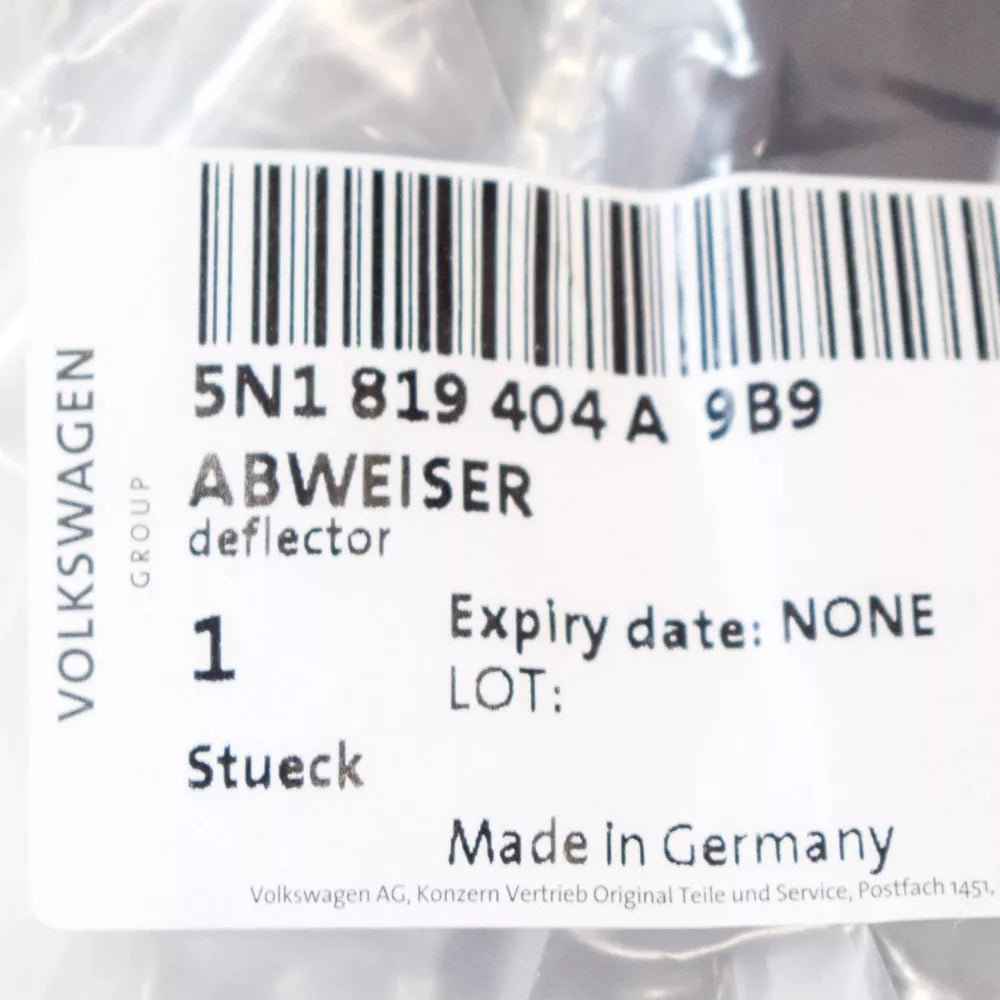 VOLKSWAGEN
GROUP
5N1 819 404 A 9B9
ABWEISER
deflector
1
Expiry date: NONE
LOT:
Stueck
Made in Germany
Volkswagen AG, Konzern Vertrieb Original Teile und Service, Postfach 1451,